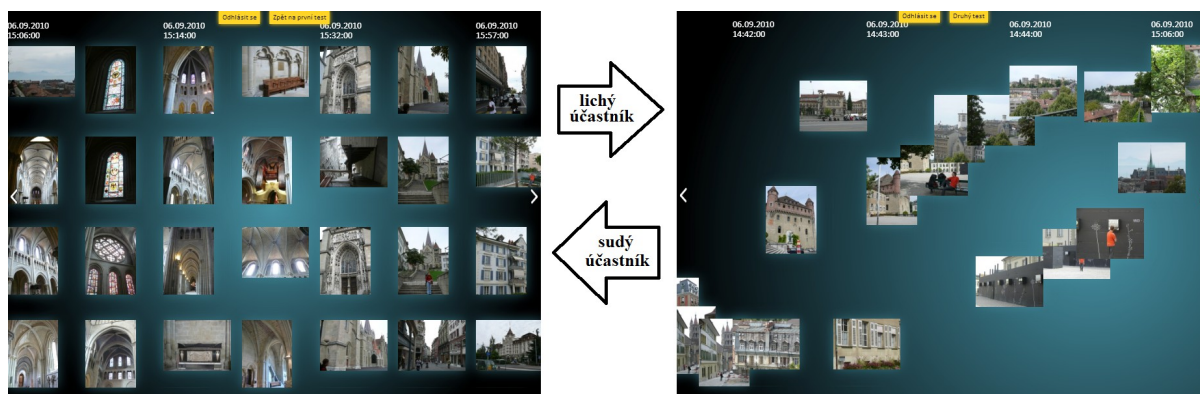 Odhlásit se
Zpět na první test
06.09.2010
15:06:00
06.09.2010
15:14:00
06.09.2010
15:32:00
06.09.2010
15:57:00
lichý
účastník
sudý
účastník
Odhlásit se
Druhý test
06.09.2010
14:42:00
06.09.2010
14:43:00
06.09.2010
14:44:00
06.09.2010
15:06:00